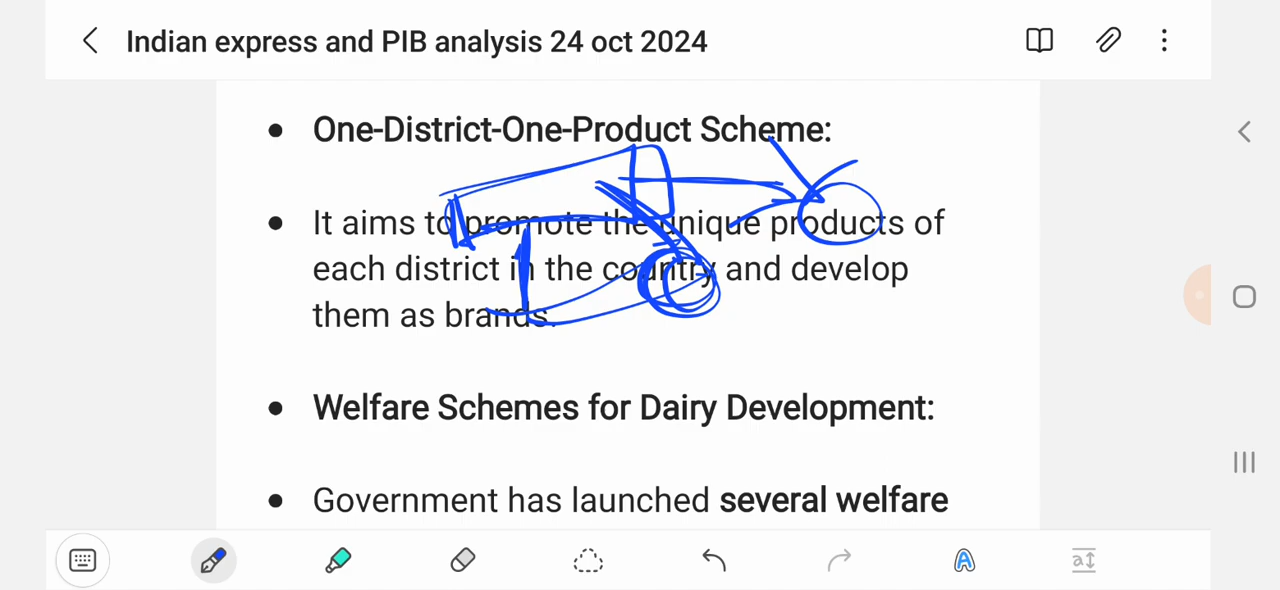 Indian express and PIB analysis 24 oct 2024
• One-District-One-Product Scheme:
• It aims to promote the unique products of
each district in the country and develop
them as brands.
• Welfare Schemes for Dairy Development:
• Government has launched several welfare
A
a